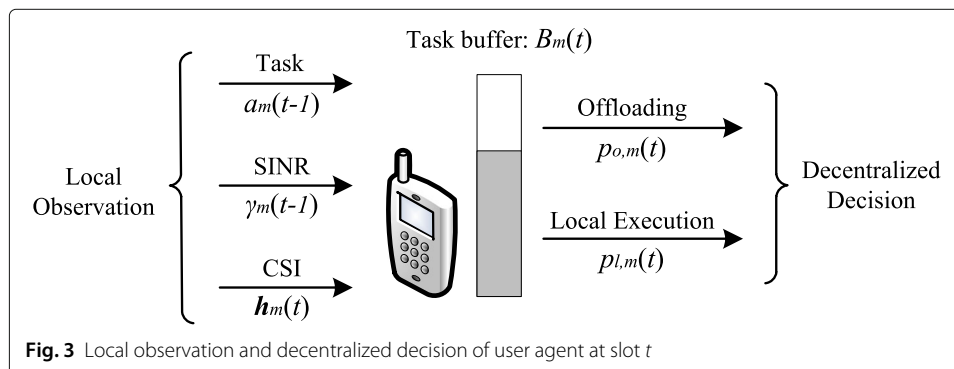 Task buffer: Bm(t)
Task
am(t-1)
SINR
γm(t-1)
CSI
hm(t)
Local
Observation
Offloading
po,m(t)
Local Execution
pl,m(t)
Decentralized
Decision
Fig. 3 Local observation and decentralized decision of user agent at slot t